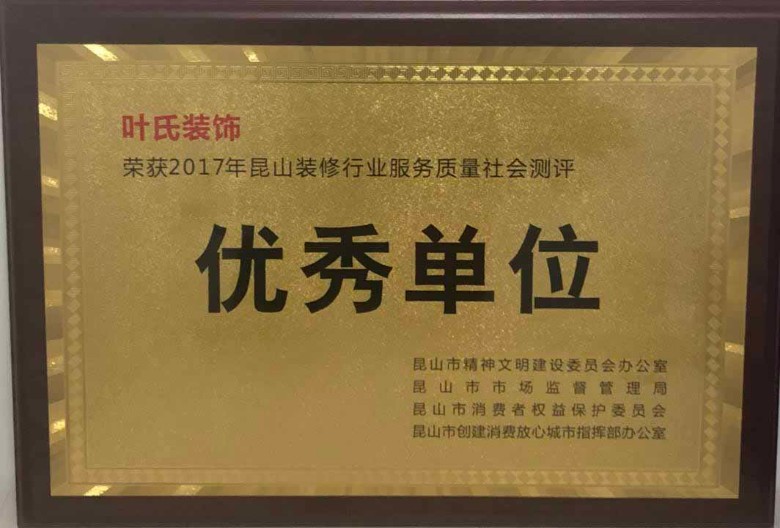 叶氏装饰
荣获2017年昆山装修行业服务质量社会测评
优秀单位
昆山市精神文明建设委员会办公室
昆山市市场监督管理局
昆山市消费者权益保护委员会
昆山市创建消费放心城市指挥部办公室